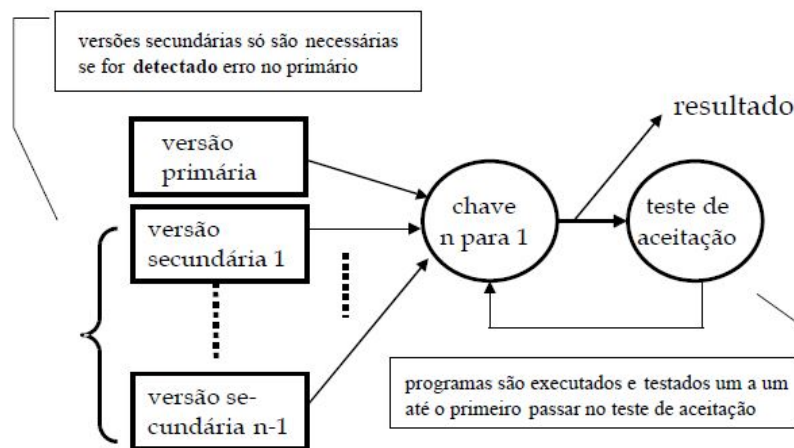 versões secundárias só são necessárias
se for detectado erro no primário
resultado
versão
primária
chave
n para 1
teste de
aceitação
versão
secundária 1
versão se-
cundária n-1
programas são executados e testados um a um
até o primeiro passar no teste de aceitação